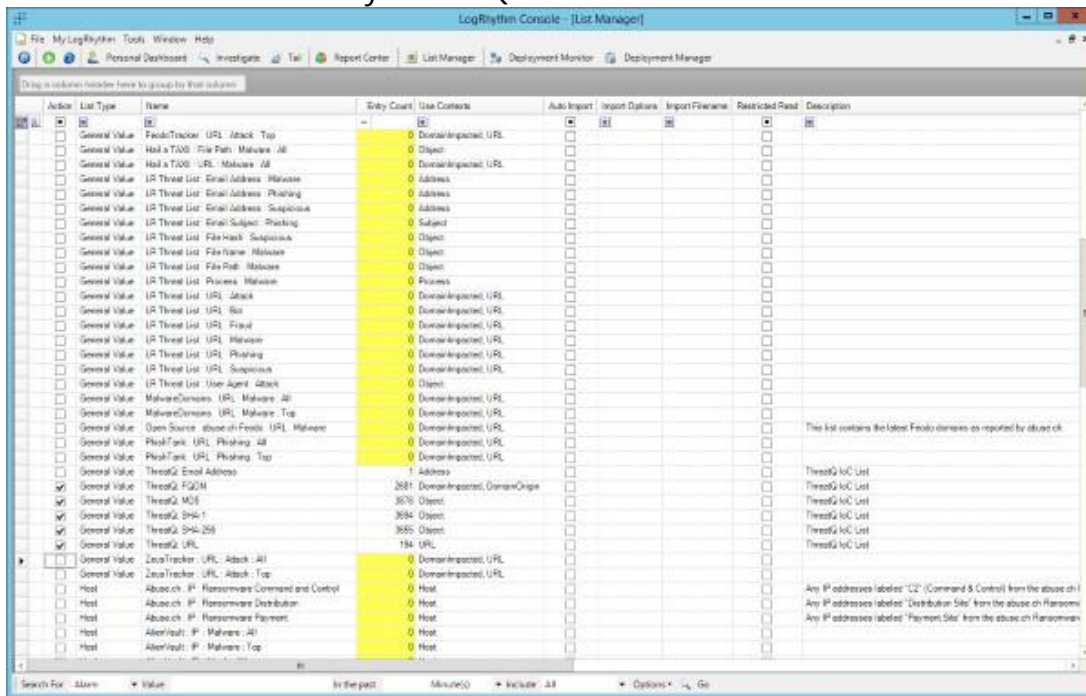 LogRhythm Console - [List Manager]
File My LogRhythm Tools Window Help
Personal Dashboard Investigate Tail Report Center List Manager Deployment Monitor Deployment Manager
Drag a column header here to group by that column
Action List Type Name Entry Count Use Contexts Auto Import Import Options Import Filename Restricted Read Description
General Value FeodoTracker : URL : Attack : Top 0 DomainImpacted, URL
General Value Hail a TAXII : File Path : Malware : All 0 Object
General Value Hail a TAXII : URL : Malware : All 0 DomainImpacted, URL
General Value LR Threat List : Email Address : Malware 0 Address
General Value LR Threat List : Email Address : Phishing 0 Address
General Value LR Threat List : Email Address : Suspicious 0 Address
General Value LR Threat List : Email Subject : Phishing 0 Subject
General Value LR Threat List : File Hash : Suspicious 0 Object
General Value LR Threat List : File Name : Malware 0 Object
General Value LR Threat List : File Path : Malware 0 Object
General Value LR Threat List : Process : Malware 0 Process
General Value LR Threat List : URL : Attack 0 DomainImpacted, URL
General Value LR Threat List : URL : Bot 0 DomainImpacted, URL
General Value LR Threat List : URL : Fraud 0 DomainImpacted, URL
General Value LR Threat List : URL : Malware 0 DomainImpacted, URL
General Value LR Threat List : URL : Phishing 0 DomainImpacted, URL
General Value LR Threat List : URL : Suspicious 0 DomainImpacted, URL
General Value LR Threat List : User Agent : Attack 0 Object
General Value MalwareDomains : URL : Malware : All 0 DomainImpacted, URL
General Value MalwareDomains : URL : Malware : Top 0 DomainImpacted, URL
General Value Open Source : abuse.ch Feodo : URL : Malware 0 DomainImpacted, URL This list contains the latest Feodo domains as reported by abuse.ch
General Value PhishTank : URL : Phishing : All 0 DomainImpacted, URL
General Value PhishTank : URL : Phishing : Top 0 DomainImpacted, URL
General Value ThreatQ: Email Address 1 Address ThreatQ IoC List
General Value ThreatQ: FQDN 2681 DomainImpacted, DomainOrigin ThreatQ IoC List
General Value ThreatQ: MD5 3678 Object ThreatQ IoC List
General Value ThreatQ: SHA-1 3694 Object ThreatQ IoC List
General Value ThreatQ: SHA-256 3655 Object ThreatQ IoC List
General Value ThreatQ: URL 194 URL ThreatQ IoC List
General Value ZeusTracker : URL : Attack : All 0 DomainImpacted, URL
General Value ZeusTracker : URL : Attack : Top 0 DomainImpacted, URL
Host Abuse.ch : IP : Ransomware Command and Control 0 Host Any IP addresses labeled "C2" (Command & Control) from the abuse.ch
Host Abuse.ch : IP : Ransomware Distribution 0 Host Any IP addresses labeled "Distribution Site" from the abuse.ch Ransomw
Host Abuse.ch : IP : Ransomware Payment 0 Host Any IP addresses labeled "Payment Site" from the abuse.ch Ransomwar
Host AlienVault : IP : Malware : All 0 Host
Host AlienVault : IP : Malware : Top 0 Host
Search For Alarm Value In the past Minute(s) Include All Options Go